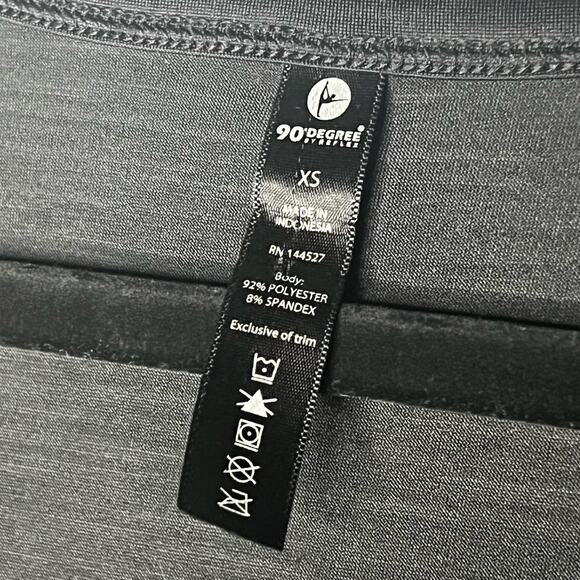 90 DEGREE
BY REFLEX
XS
MADE IN
INDONESIA
RN 144527
Body:
92% POLYESTER
8% SPANDEX
Exclusive of trim